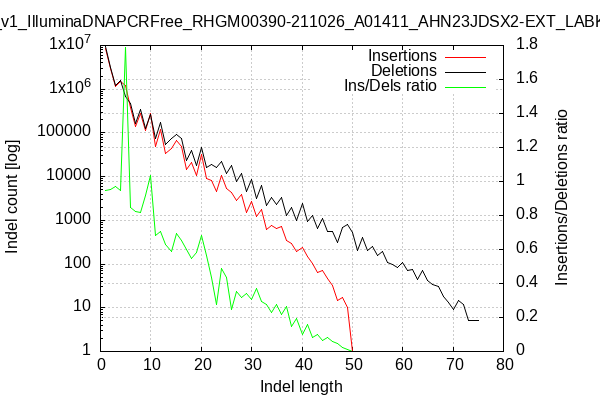 _v1_IlluminaDNAPCRFree_RHGM00390-211026_A01411_AHN23JDSX2-EXT_LABK
Insertions
Deletions
Ins/Dels ratio
Indel count [log]
1x10^7
1x10^6
100000
10000
1000
100
10
1
Insertions/Deletions ratio
1.8
1.6
1.4
1.2
1
0.8
0.6
0.4
0.2
0
0 10 20 30 40 50 60 70 80
Indel length